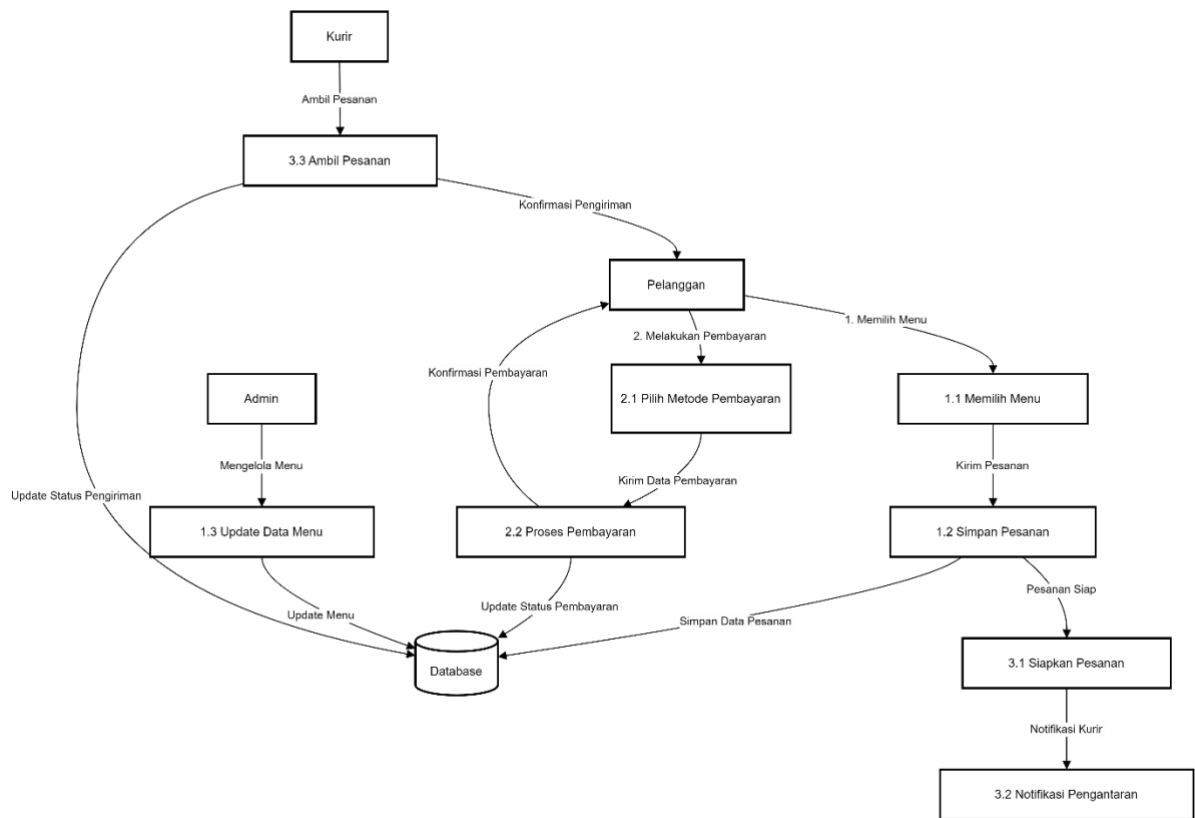 Kurir
Ambil Pesanan
3.3 Ambil Pesanan
Konfirmasi Pengiriman
Pelanggan
1. Memilih Menu
2. Melakukan Pembayaran
Konfirmasi Pembayaran
Admin
2.1 Pilih Metode Pembayaran
1.1 Memilih Menu
Mengelola Menu
Kirim Data Pembayaran
Kirim Pesanan
Update Status Pengiriman
1.3 Update Data Menu
2.2 Proses Pembayaran
1.2 Simpan Pesanan
Pesanan Siap
Update Menu
Update Status Pembayaran
Simpan Data Pesanan
Database
3.1 Siapkan Pesanan
Notifikasi Kurir
3.2 Notifikasi Pengantaran